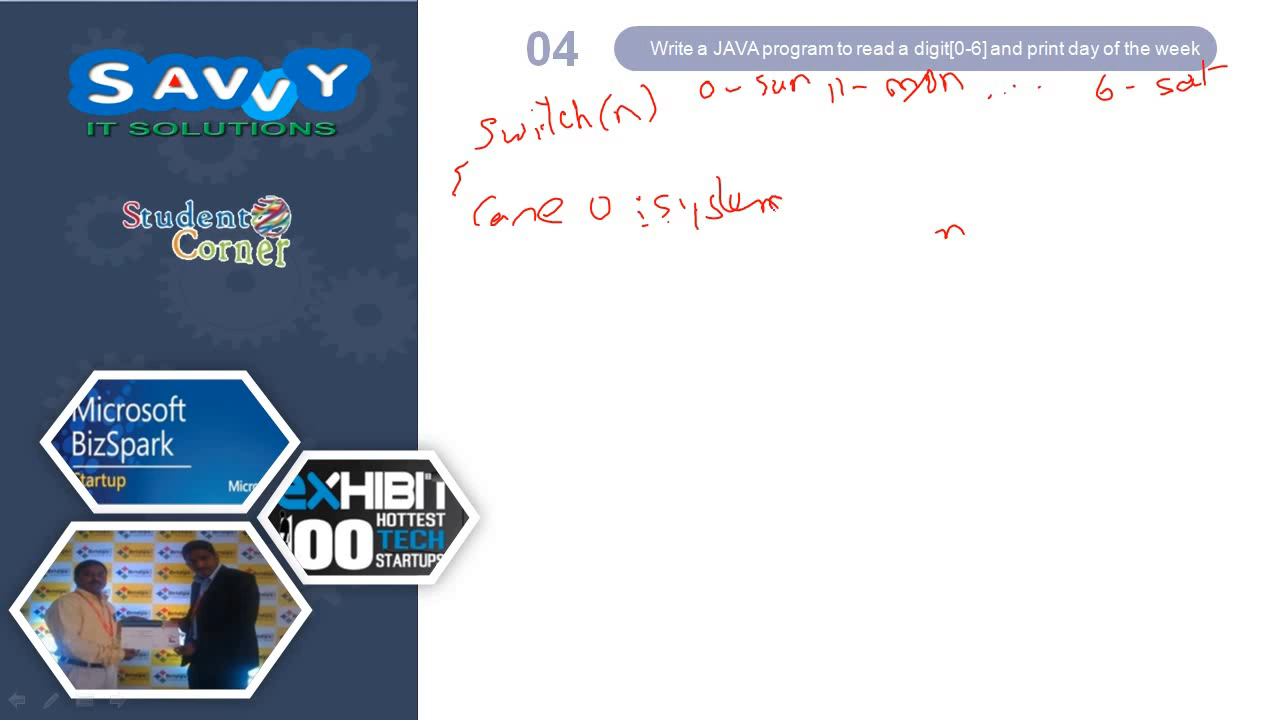 SAVVY
IT SOLUTIONS
Student
Corner
04
Write a JAVA program to read a digit[0-6] and print day of the week
0 - sun 1 - mon .... 6 - sat
switch(n)
{
case 0 : system
n
Microsoft
BizSpark
Startup
Micros
eXHIBIT
100
HOTTEST
TECH
STARTUPS